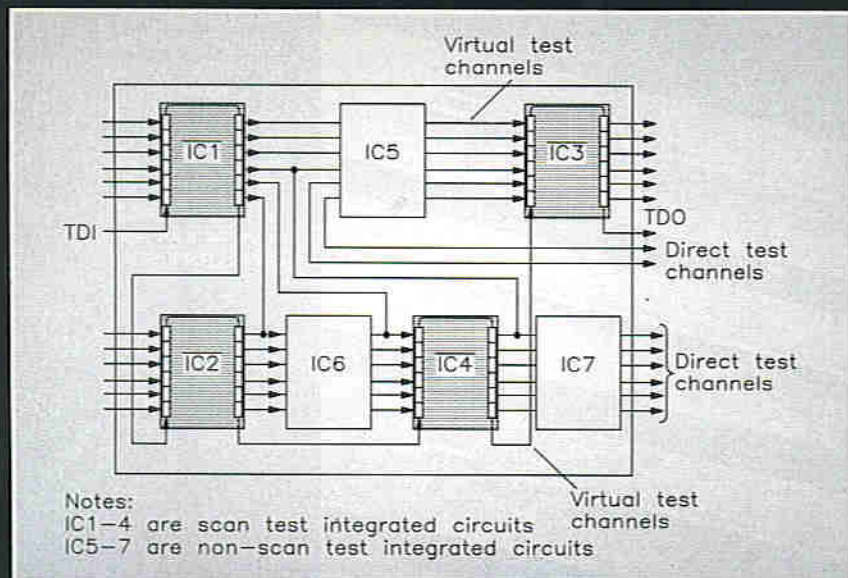 Virtual test
channels
IC1
IC5
IC3
TDI
TDO
Direct test
channels
IC2
IC6
IC4
IC7
Direct test
channels
Virtual test
channels
Notes:
IC1-4 are scan test integrated circuits
IC5-7 are non-scan test integrated circuits